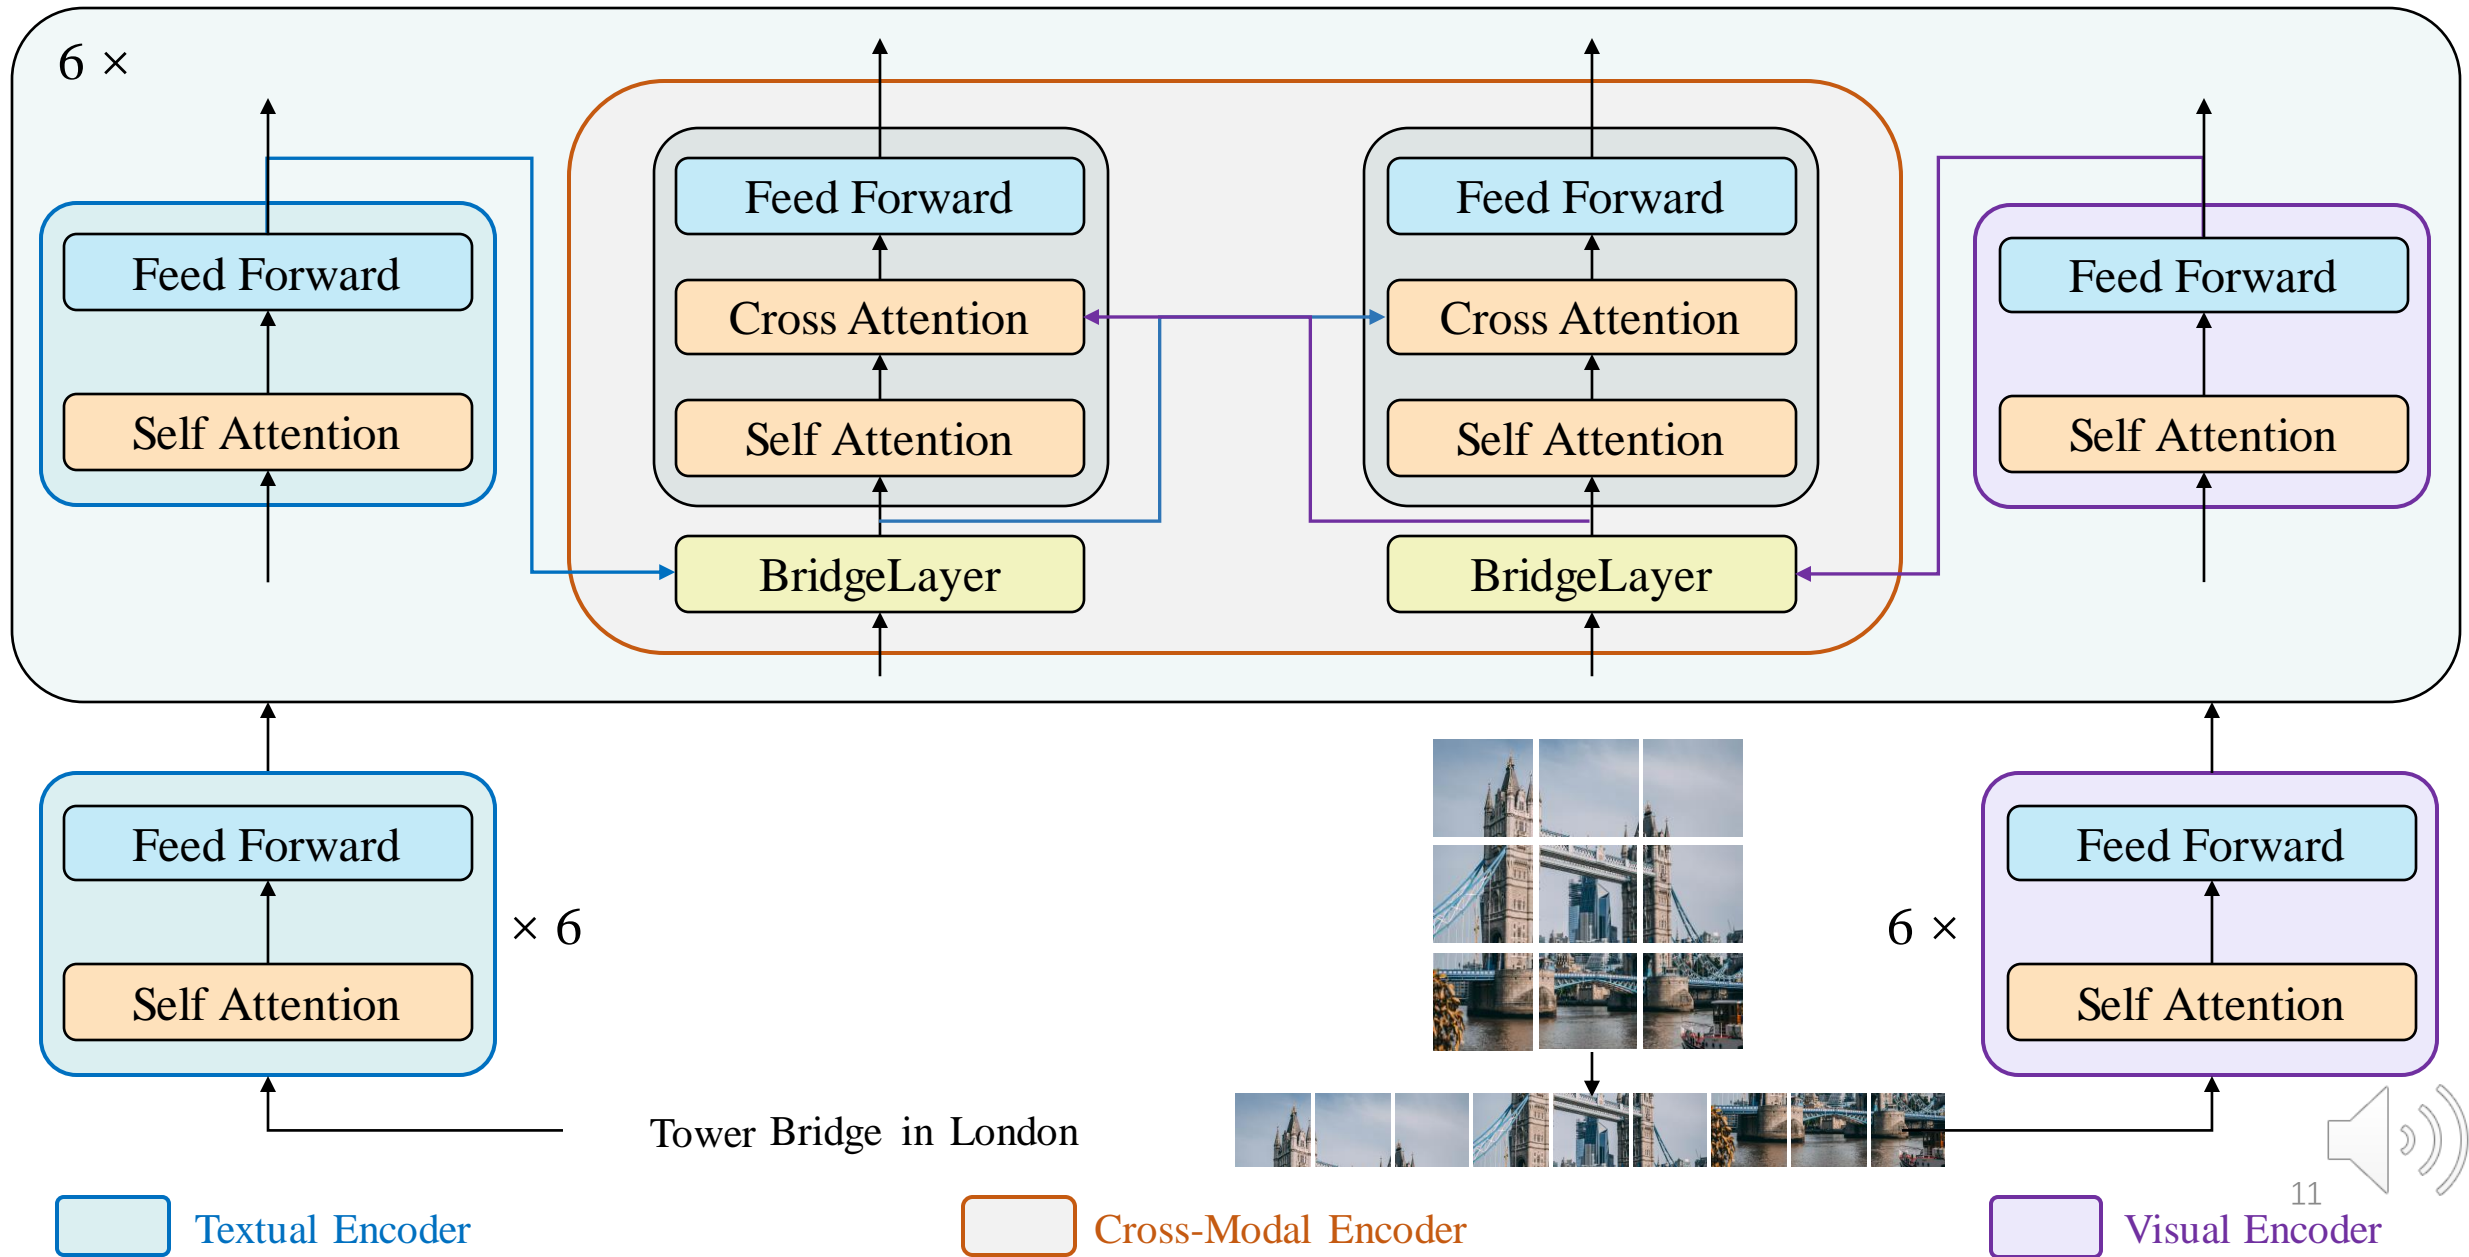 6 ×
Feed Forward
Self Attention
Feed Forward
Cross Attention
Self Attention
BridgeLayer
Feed Forward
Cross Attention
Self Attention
BridgeLayer
Feed Forward
Self Attention
Feed Forward
Self Attention
× 6
6 ×
Feed Forward
Self Attention
Tower Bridge in London
11
Textual Encoder
Cross-Modal Encoder
Visual Encoder